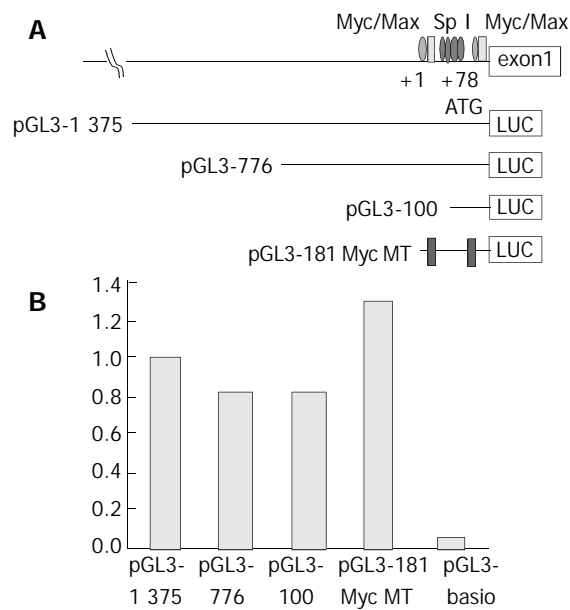 A
Myc/Max Sp I Myc/Max
exon1
+1 +78
ATG
pGL3-1 375 LUC
pGL3-776 LUC
pGL3-100 LUC
pGL3-181 Myc MT LUC
B
1.4
1.2
1.0
0.8
0.6
0.4
1.2
0.0
pGL3- pGL3- pGL3- pGL3-181 pGL3-
1 375 776 100 Myc MT basio